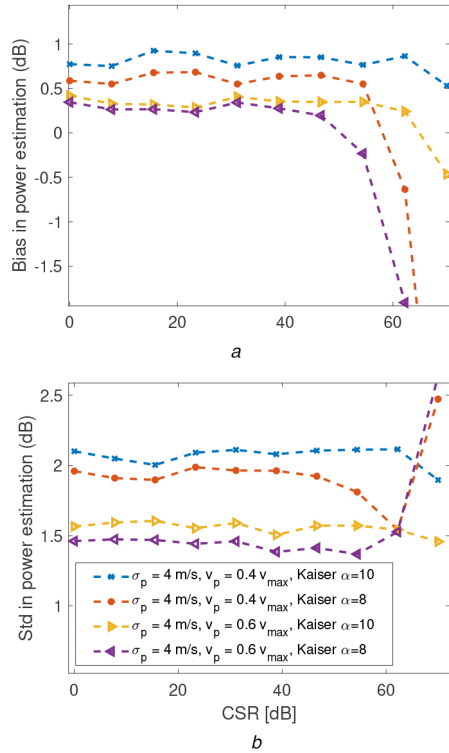 1
0.5
0
-0.5
-1
-1.5
Bias in power estimation (dB)
0 20 40 60
a
2.5
2
1.5
1
Std in power estimation (dB)
σp = 4 m/s, vp = 0.4 vmax, Kaiser α=10
σp = 4 m/s, vp = 0.4 vmax, Kaiser α=8
σp = 4 m/s, vp = 0.6 vmax, Kaiser α=10
σp = 4 m/s, vp = 0.6 vmax, Kaiser α=8
0 20 40 60
CSR [dB]
b